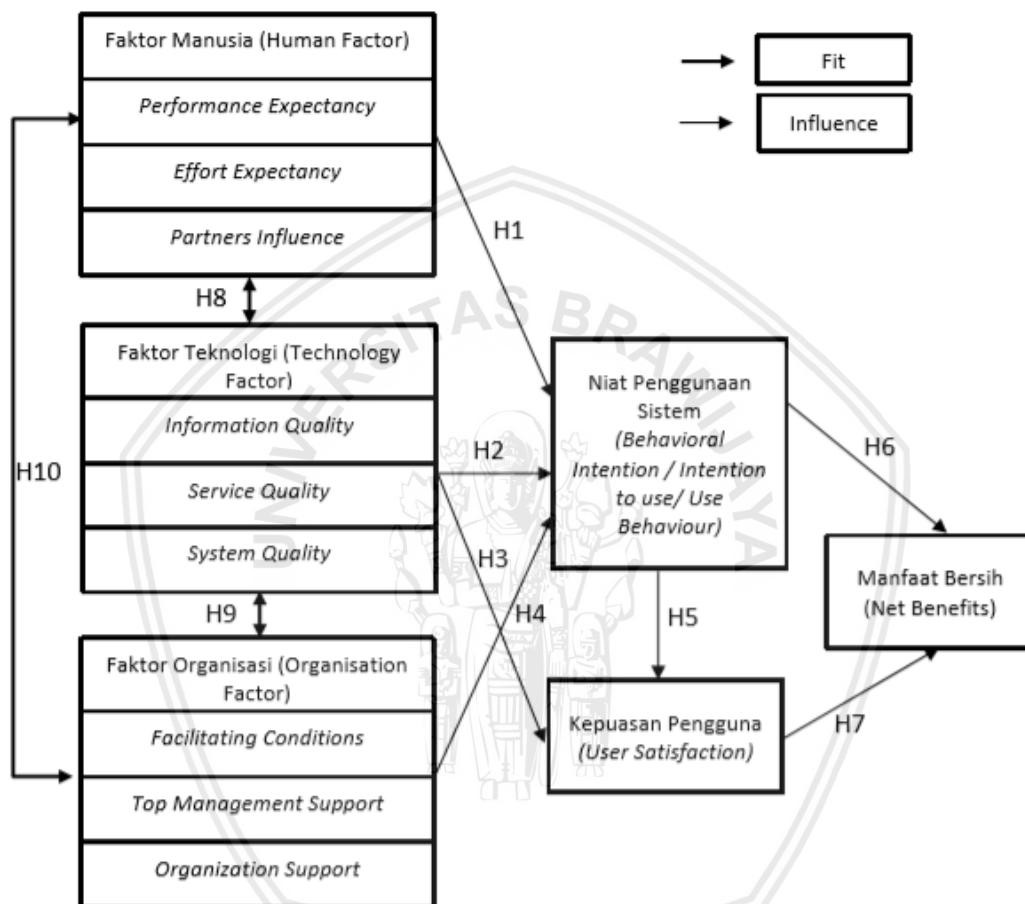 Faktor Manusia (Human Factor)
Performance Expectancy
Effort Expectancy
Partners Influence
Fit
Influence
H1
H8
Faktor Teknologi (Technology
Factor)
Information Quality
Service Quality
System Quality
H10
H2
H3
H4
Niat Penggunaan
Sistem
(Behavioral
Intention / Intention
to use/ Use
Behaviour)
H6
H5
Manfaat Bersih
(Net Benefits)
H9
Faktor Organisasi (Organisation
Factor)
Facilitating Conditions
Top Management Support
Organization Support
Kepuasan Pengguna
(User Satisfaction)
H7
UNIVERSITAS BRAWIJAYA